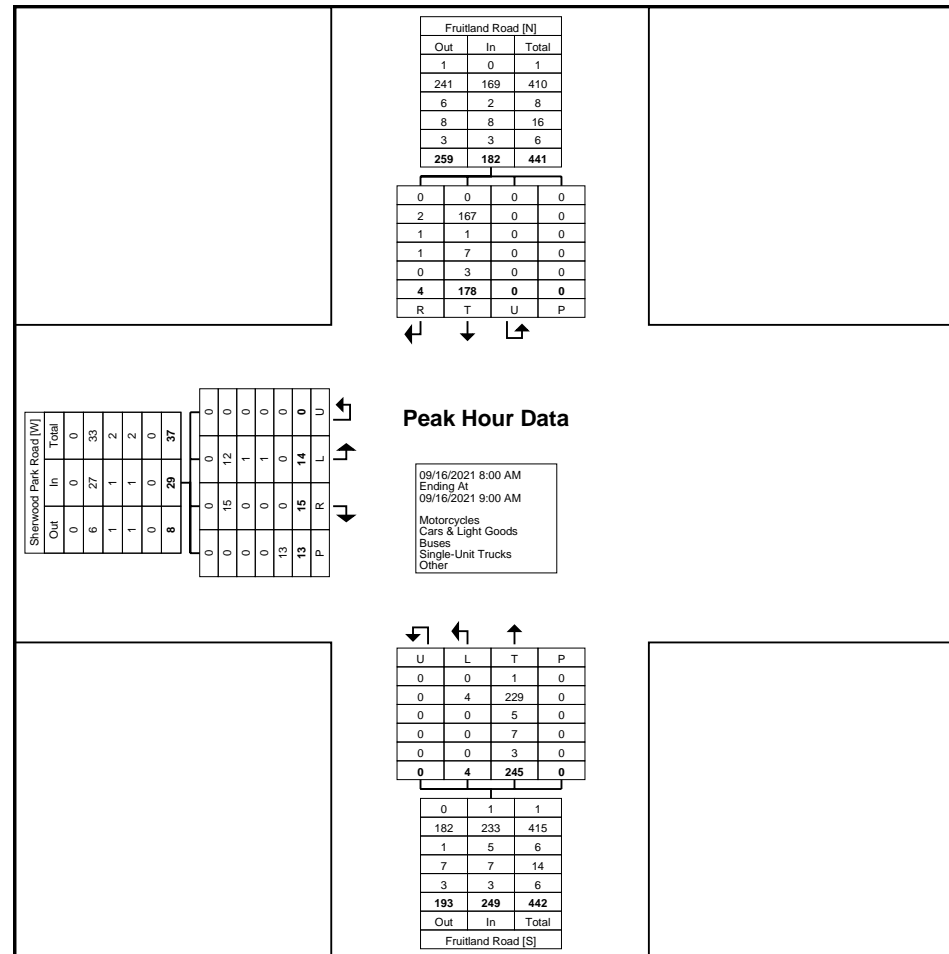 Fruitland Road [N]
Out In Total
1 0 1
241 169 410
6 2 8
8 8 16
3 3 6
259 182 441
0 0 0 0
2 167 0 0
1 1 0 0
1 7 0 0
0 3 0 0
4 178 0 0
R T U P
Sherwood Park Road [W]
Total 0 33 2 2 0 37
In 0 27 1 1 0 29
Out 0 6 1 1 0 8
0 0 0 0 0 0 U
0 12 1 1 0 14 L
0 15 0 0 0 15 R
0 0 0 0 13 13 P
Peak Hour Data
09/16/2021 8:00 AM
Ending At
09/16/2021 9:00 AM
Motorcycles
Cars & Light Goods
Buses
Single-Unit Trucks
Other
U L T P
0 0 1 0
0 4 229 0
0 0 5 0
0 0 7 0
0 0 3 0
0 4 245 0
0 1 1
182 233 415
1 5 6
7 7 14
3 3 6
193 249 442
Out In Total
Fruitland Road [S]